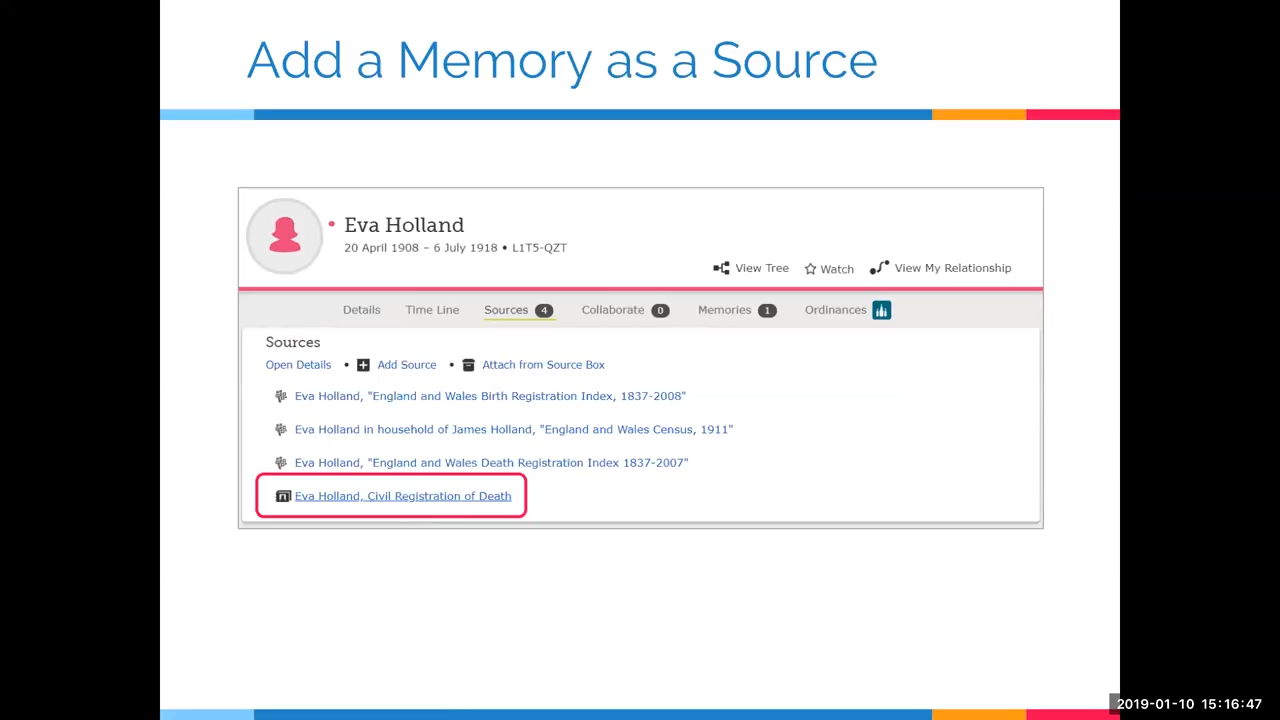 Add a Memory as a Source
Eva Holland
20 April 1908 – 6 July 1918 • L1T5-QZT
View Tree Watch View My Relationship
Details Time Line Sources 4 Collaborate 0 Memories 1 Ordinances
Sources
Open Details • Add Source • Attach from Source Box
Eva Holland, "England and Wales Birth Registration Index, 1837-2008"
Eva Holland in household of James Holland, "England and Wales Census, 1911"
Eva Holland, "England and Wales Death Registration Index 1837-2007"
Eva Holland, Civil Registration of Death
2019-01-10 15:16:47